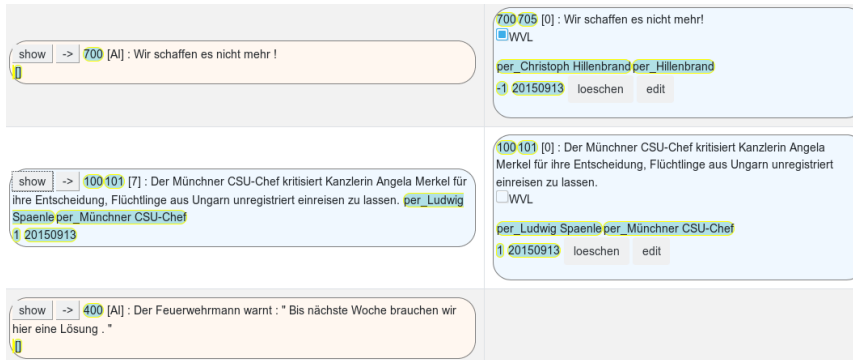 show -> 700 [AI] : Wir schaffen es nicht mehr !
[]
700 705 [0] : Wir schaffen es nicht mehr!
WVL
per_Christoph Hillenbrand per_Hillenbrand
-1 20150913 loeschen edit
show -> 100 101 [7] : Der Münchner CSU-Chef kritisiert Kanzlerin Angela Merkel für
ihre Entscheidung, Flüchtlinge aus Ungarn unregistriert einreisen zu lassen. per_Ludwig
Spaenle per_Münchner CSU-Chef
1 20150913
100 101 [0] : Der Münchner CSU-Chef kritisiert Kanzlerin Angela
Merkel für ihre Entscheidung, Flüchtlinge aus Ungarn unregistriert
einreisen zu lassen.
WVL
per_Ludwig Spaenle per_Münchner CSU-Chef
1 20150913 loeschen edit
show -> 400 [AI] : Der Feuerwehrmann warnt : " Bis nächste Woche brauchen wir
hier eine Lösung . "
[]